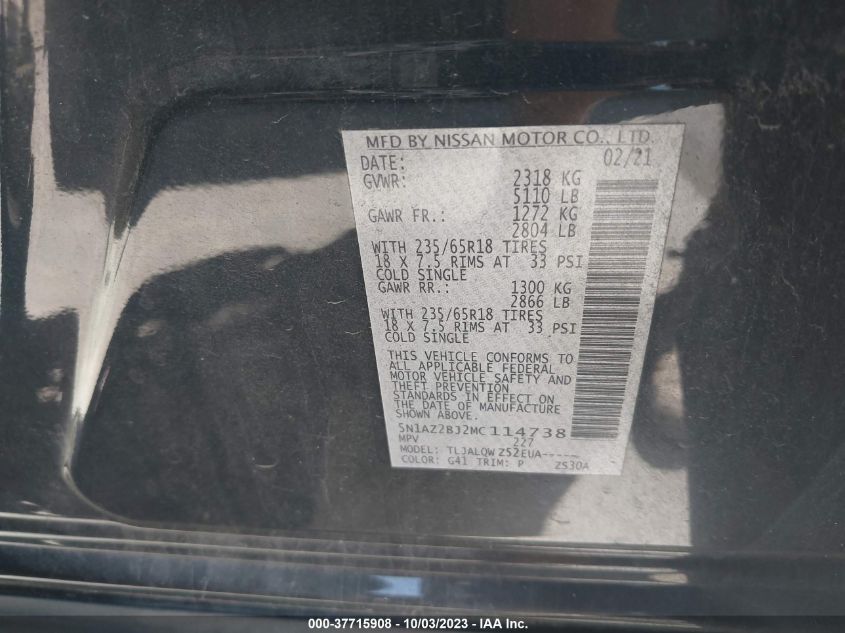 MFD BY NISSAN MOTOR CO., LTD.
DATE: 02/21
GVWR: 2318 KG
5110 LB
GAWR FR.: 1272 KG
2804 LB
WITH 235/65R18 TIRES
18 X 7.5 RIMS AT 33 PSI
COLD SINGLE
GAWR RR.: 1300 KG
2866 LB
WITH 235/65R18 TIRES
18 X 7.5 RIMS AT 33 PSI
COLD SINGLE
THIS VEHICLE CONFORMS TO
ALL APPLICABLE FEDERAL
MOTOR VEHICLE SAFETY AND
THEFT PREVENTION
STANDARDS IN EFFECT ON
THE DATE OF MANUFACTURE
SHOWN ABOVE.
5N1AZ2BJ2MC114738
MPV 227
MODEL: TLJALQWZS2EUA-----
COLOR: G41 TRIM: P ZS30A
000-37715908 - 10/03/2023 - IAA Inc.